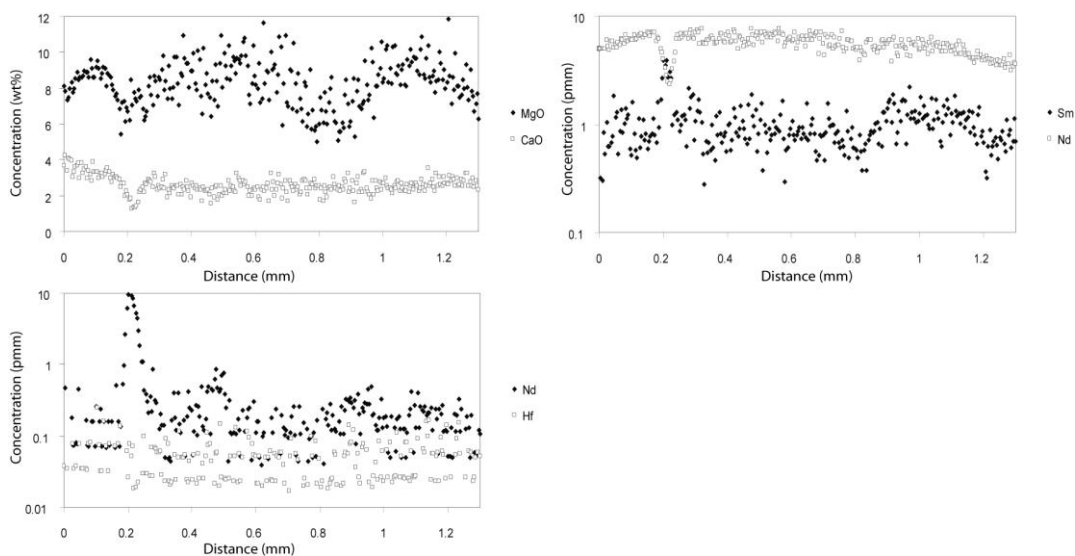 12
10
8
6
4
2
0
Concentration (wt%)
0 0.2 0.4 0.6 0.8 1 1.2
Distance (mm)
MgO
CaO
10
1
0.1
Concentration (pmm)
0 0.2 0.4 0.6 0.8 1 1.2
Distance (mm)
Sm
Nd
10
1
0.1
0.01
Concentration (pmm)
0 0.2 0.4 0.6 0.8 1 1.2
Distance (mm)
Nd
Hf